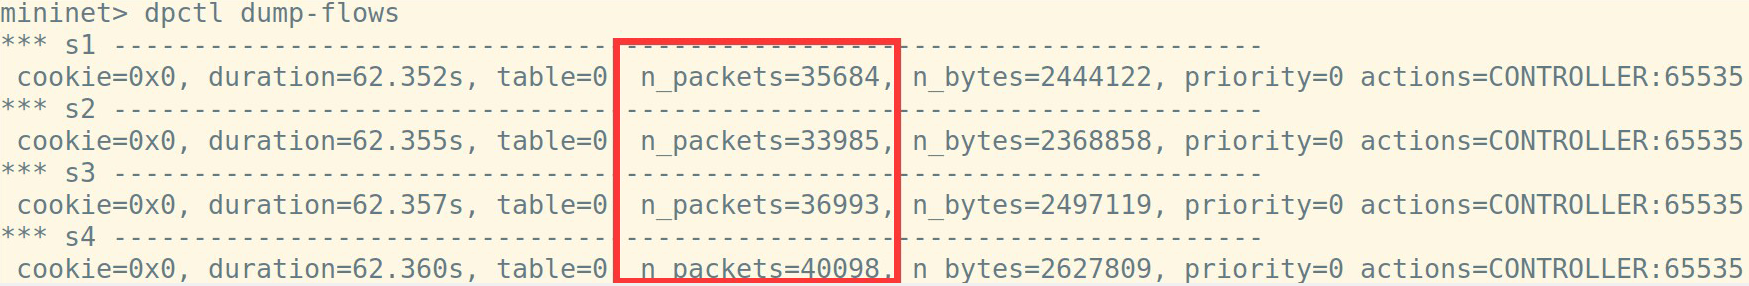 mininet> dpctl dump-flows
*** s1 ------------------------------------------------------------------------
 cookie=0x0, duration=62.352s, table=0, n_packets=35684, n_bytes=2444122, priority=0 actions=CONTROLLER:65535
*** s2 ------------------------------------------------------------------------
 cookie=0x0, duration=62.355s, table=0, n_packets=33985, n_bytes=2368858, priority=0 actions=CONTROLLER:65535
*** s3 ------------------------------------------------------------------------
 cookie=0x0, duration=62.357s, table=0, n_packets=36993, n_bytes=2497119, priority=0 actions=CONTROLLER:65535
*** s4 ------------------------------------------------------------------------
 cookie=0x0, duration=62.360s, table=0, n_packets=40098, n_bytes=2627809, priority=0 actions=CONTROLLER:65535